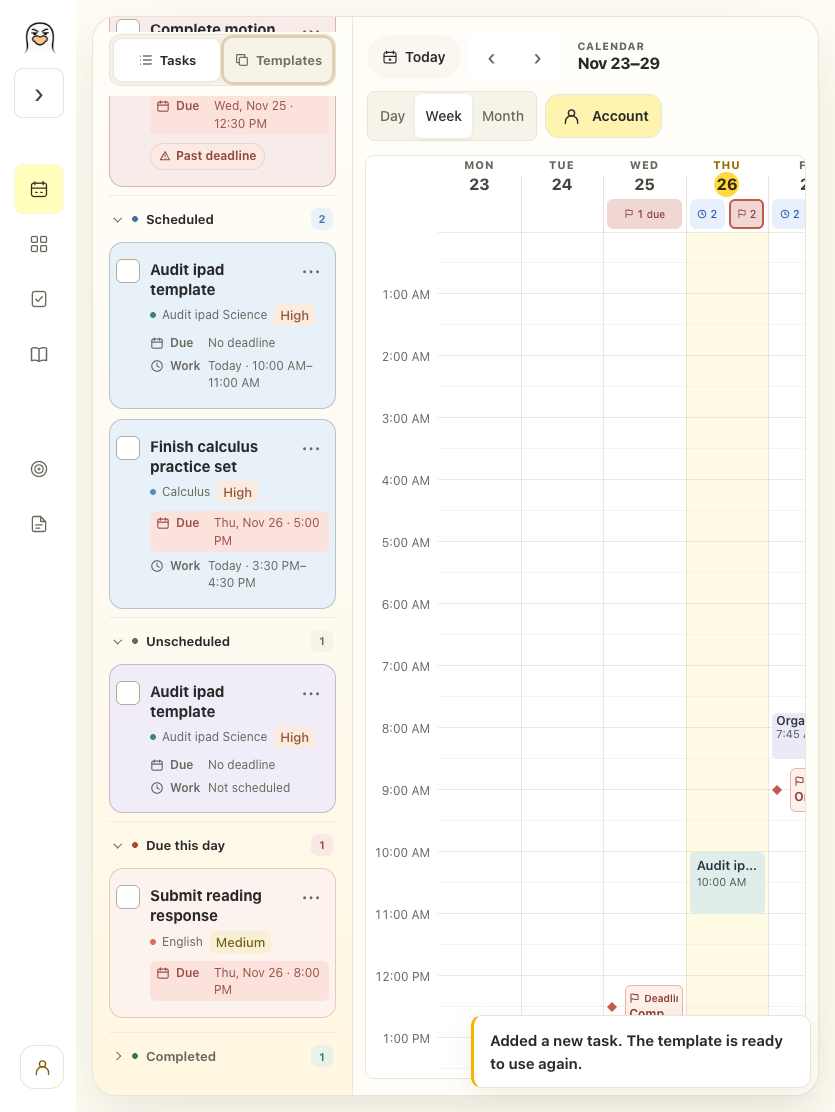 Complete motion
Tasks
Templates
Due Wed, Nov 25 ·
12:30 PM
Past deadline
Scheduled 2
Audit ipad
template
Audit ipad Science High
Due No deadline
Work Today · 10:00 AM–
11:00 AM
Finish calculus
practice set
Calculus High
Due Thu, Nov 26 · 5:00
PM
Work Today · 3:30 PM–
4:30 PM
Unscheduled 1
Audit ipad
template
Audit ipad Science High
Due No deadline
Work Not scheduled
Due this day 1
Submit reading
response
English Medium
Due Thu, Nov 26 · 8:00
PM
Completed 1
Today
CALENDAR
Nov 23–29
Day Week Month
Account
MON TUE WED THU F
23 24 25 26 2
1 due 2 2 2
1:00 AM
2:00 AM
3:00 AM
4:00 AM
5:00 AM
6:00 AM
7:00 AM
Orga
8:00 AM
7:45
9:00 AM
10:00 AM
Audit ip...
10:00 AM
11:00 AM
12:00 PM
Deadlin
Comp
1:00 PM
Added a new task. The template is ready
to use again.